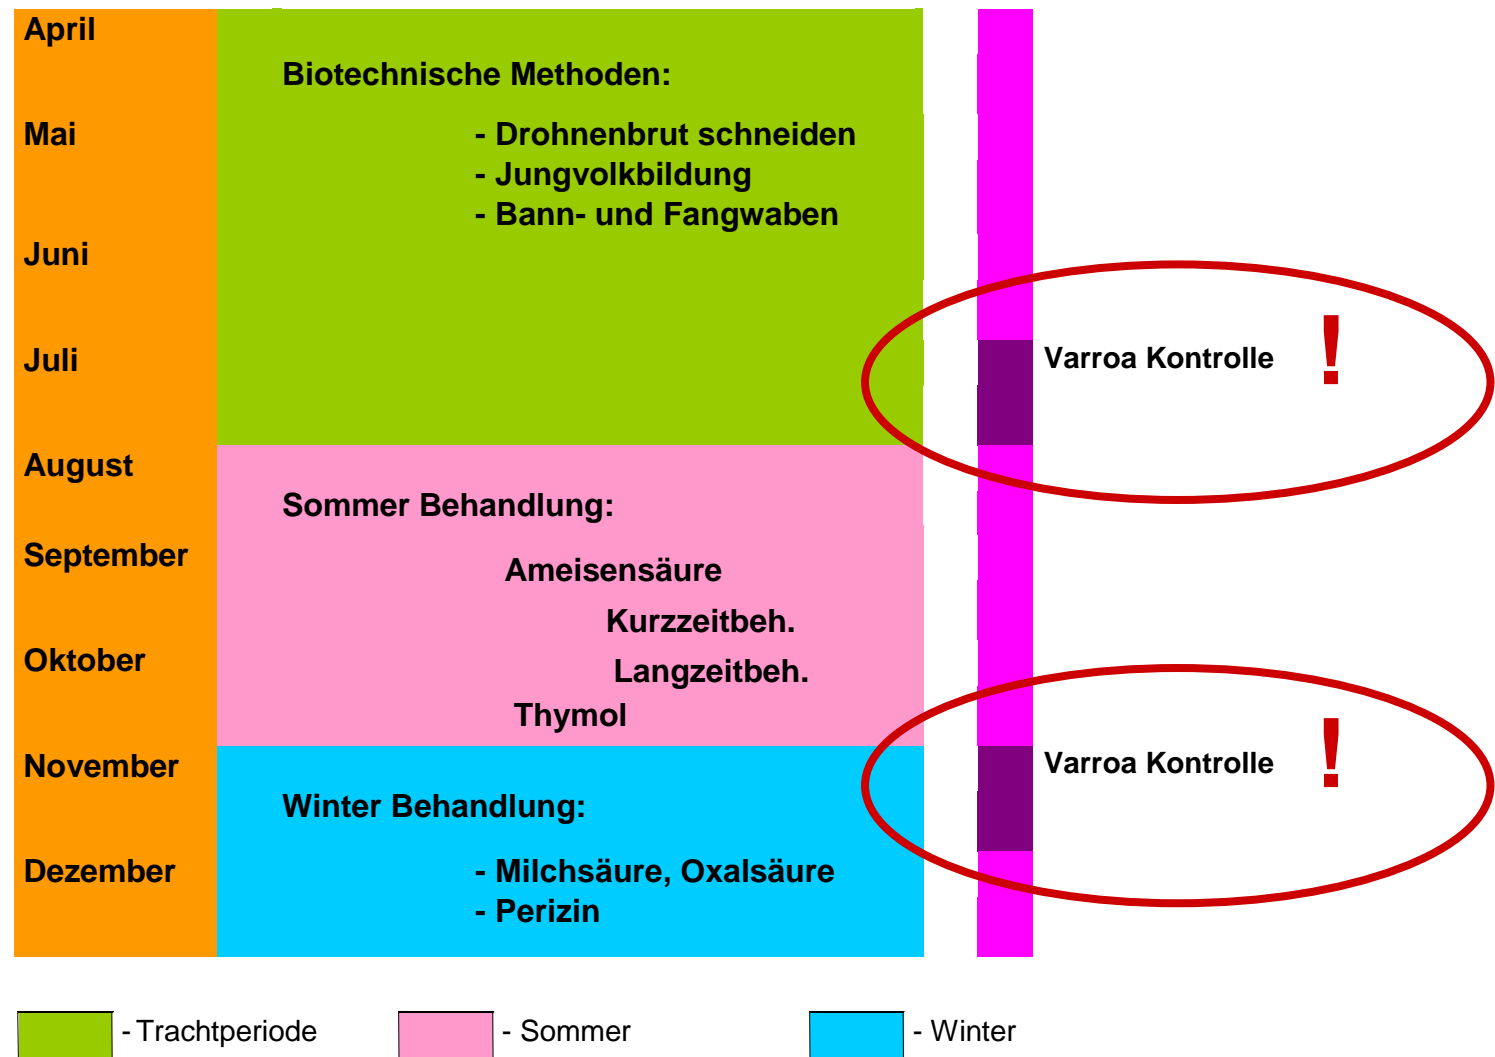 April
Biotechnische Methoden:
Mai
- Drohnenbrut schneiden
- Jungvolkbildung
- Bann- und Fangwaben
Juni
Juli
Varroa Kontrolle !
August
Sommer Behandlung:
September
Ameisensäure
Kurzzeitbeh.
Oktober
Langzeitbeh.
Thymol
November
Varroa Kontrolle !
Winter Behandlung:
Dezember
- Milchsäure, Oxalsäure
- Perizin
- Trachtperiode
- Sommer
- Winter